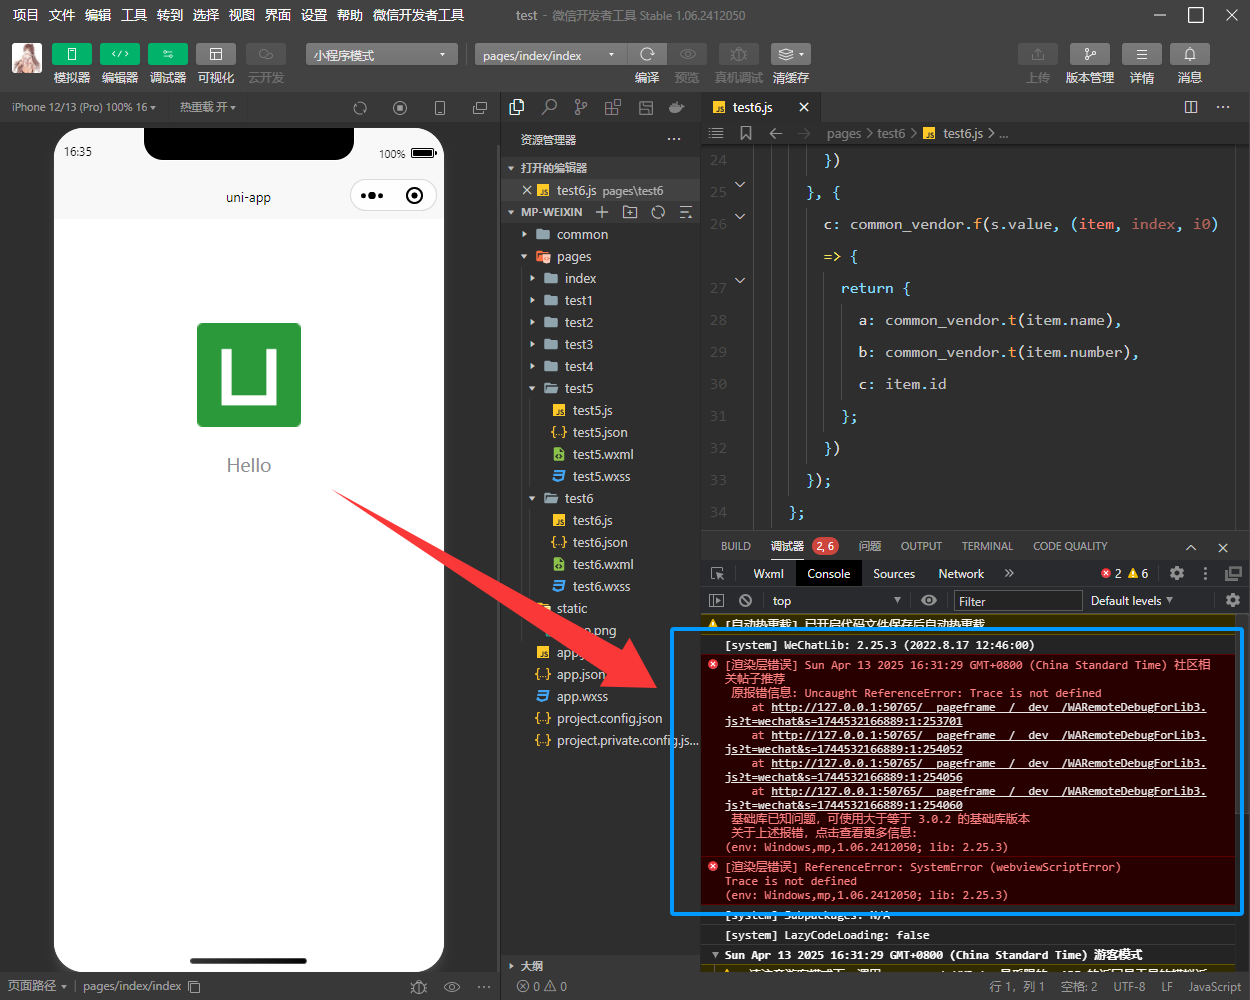 项目 文件 编辑 工具 转到 选择 视图 界面 设置 帮助 微信开发者工具 test - 微信开发者工具 Stable 1.06.2412050
小程序模式 pages/index/index
模拟器 编辑器 调试器 可视化 云开发 编译 预览 真机调试 清缓存 上传 版本管理 详情 消息
iPhone 12/13 (Pro) 100% 16 热重载 开
16:35 100%
uni-app
Hello
页面路径 pages/index/index
资源管理器
打开的编辑器
JS test6.js pages\test6
MP-WEIXIN
common
pages
index
test1
test2
test3
test4
test5
JS test5.js
{..} test5.json
test5.wxml
test5.wxss
test6
JS test6.js
{..} test6.json
test6.wxml
test6.wxss
static
.png
JS app
{..} app.json
app.wxss
{..} project.config.json
{..} project.private.config.js...
大纲
0 0
JS test6.js
pages > test6 > JS test6.js > ...
24 })
25 }, {
26 c: common_vendor.f(s.value, (item, index, i0)
=> {
27 return {
28 a: common_vendor.t(item.name),
29 b: common_vendor.t(item.number),
30 c: item.id
31 };
32 })
33 });
34 };
BUILD 调试器 2, 6 问题 OUTPUT TERMINAL CODE QUALITY
Wxml Console Sources Network » 2 6
top Filter Default levels
[自动热重载] 已开启代码文件保存后自动热重载
[system] WeChatLib: 2.25.3 (2022.8.17 12:46:00)
[渲染层错误] Sun Apr 13 2025 16:31:29 GMT+0800 (China Standard Time) 社区相
关帖子推荐
原报错信息: Uncaught ReferenceError: Trace is not defined
at http://127.0.0.1:50765/__pageframe__/__dev__/WARemoteDebugForLib3.
js?t=wechat&s=1744532166889:1:253701
at http://127.0.0.1:50765/__pageframe__/__dev__/WARemoteDebugForLib3.
js?t=wechat&s=1744532166889:1:254052
at http://127.0.0.1:50765/__pageframe__/__dev__/WARemoteDebugForLib3.
js?t=wechat&s=1744532166889:1:254056
at http://127.0.0.1:50765/__pageframe__/__dev__/WARemoteDebugForLib3.
js?t=wechat&s=1744532166889:1:254060
基础库已知问题, 可使用大于等于 3.0.2 的基础库版本
关于上述报错, 点击查看更多信息:
(env: Windows,mp,1.06.2412050; lib: 2.25.3)
[渲染层错误] ReferenceError: SystemError (webviewScriptError)
Trace is not defined
(env: Windows,mp,1.06.2412050; lib: 2.25.3)
[system] Subpackages: N/A
[system] LazyCodeLoading: false
Sun Apr 13 2025 16:31:29 GMT+0800 (China Standard Time) 游客模式
行 1, 列 1 空格: 2 UTF-8 LF JavaScript